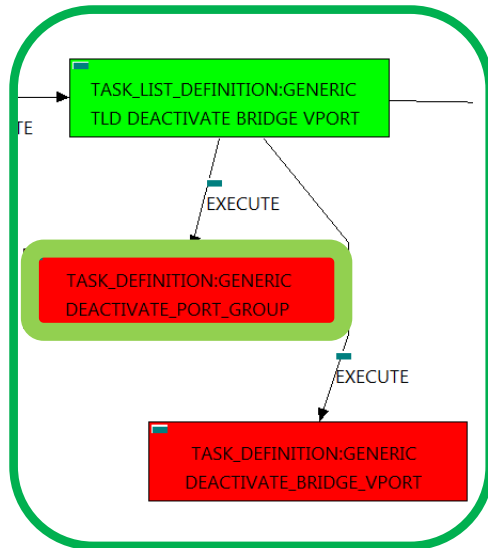 TASK_LIST_DEFINITION:GENERIC
TLD DEACTIVATE BRIDGE VPORT
TE
EXECUTE
TASK_DEFINITION:GENERIC
DEACTIVATE_PORT_GROUP
EXECUTE
TASK_DEFINITION:GENERIC
DEACTIVATE_BRIDGE_VPORT